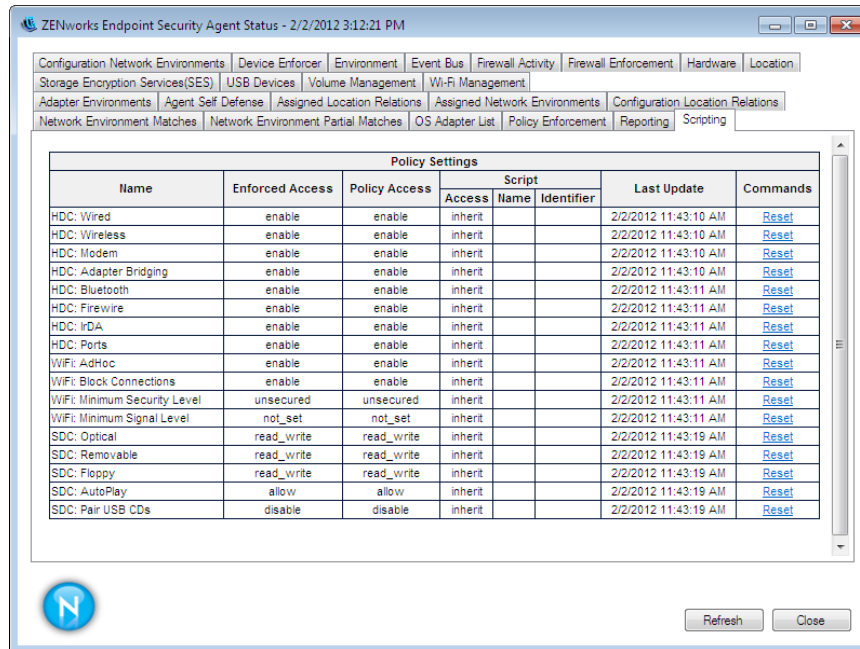 ZENworks Endpoint Security Agent Status - 2/2/2012 3:12:21 PM
Configuration Network Environments Device Enforcer Environment Event Bus Firewall Activity Firewall Enforcement Hardware Location
Storage Encryption Services(SES) USB Devices Volume Management Wi-Fi Management
Adapter Environments Agent Self Defense Assigned Location Relations Assigned Network Environments Configuration Location Relations
Network Environment Matches Network Environment Partial Matches OS Adapter List Policy Enforcement Reporting Scripting
Policy Settings
Name Enforced Access Policy Access Script Last Update Commands
Access Name Identifier
HDC: Wired enable enable inherit 2/2/2012 11:43:10 AM Reset
HDC: Wireless enable enable inherit 2/2/2012 11:43:10 AM Reset
HDC: Modem enable enable inherit 2/2/2012 11:43:10 AM Reset
HDC: Adapter Bridging enable enable inherit 2/2/2012 11:43:10 AM Reset
HDC: Bluetooth enable enable inherit 2/2/2012 11:43:11 AM Reset
HDC: Firewire enable enable inherit 2/2/2012 11:43:11 AM Reset
HDC: IrDA enable enable inherit 2/2/2012 11:43:11 AM Reset
HDC: Ports enable enable inherit 2/2/2012 11:43:11 AM Reset
WiFi: AdHoc enable enable inherit 2/2/2012 11:43:11 AM Reset
WiFi: Block Connections enable enable inherit 2/2/2012 11:43:11 AM Reset
WiFi: Minimum Security Level unsecured unsecured inherit 2/2/2012 11:43:11 AM Reset
WiFi: Minimum Signal Level not_set not_set inherit 2/2/2012 11:43:11 AM Reset
SDC: Optical read_write read_write inherit 2/2/2012 11:43:19 AM Reset
SDC: Removable read_write read_write inherit 2/2/2012 11:43:19 AM Reset
SDC: Floppy read_write read_write inherit 2/2/2012 11:43:19 AM Reset
SDC: AutoPlay allow allow inherit 2/2/2012 11:43:19 AM Reset
SDC: Pair USB CDs disable disable inherit 2/2/2012 11:43:19 AM Reset
N
Refresh Close